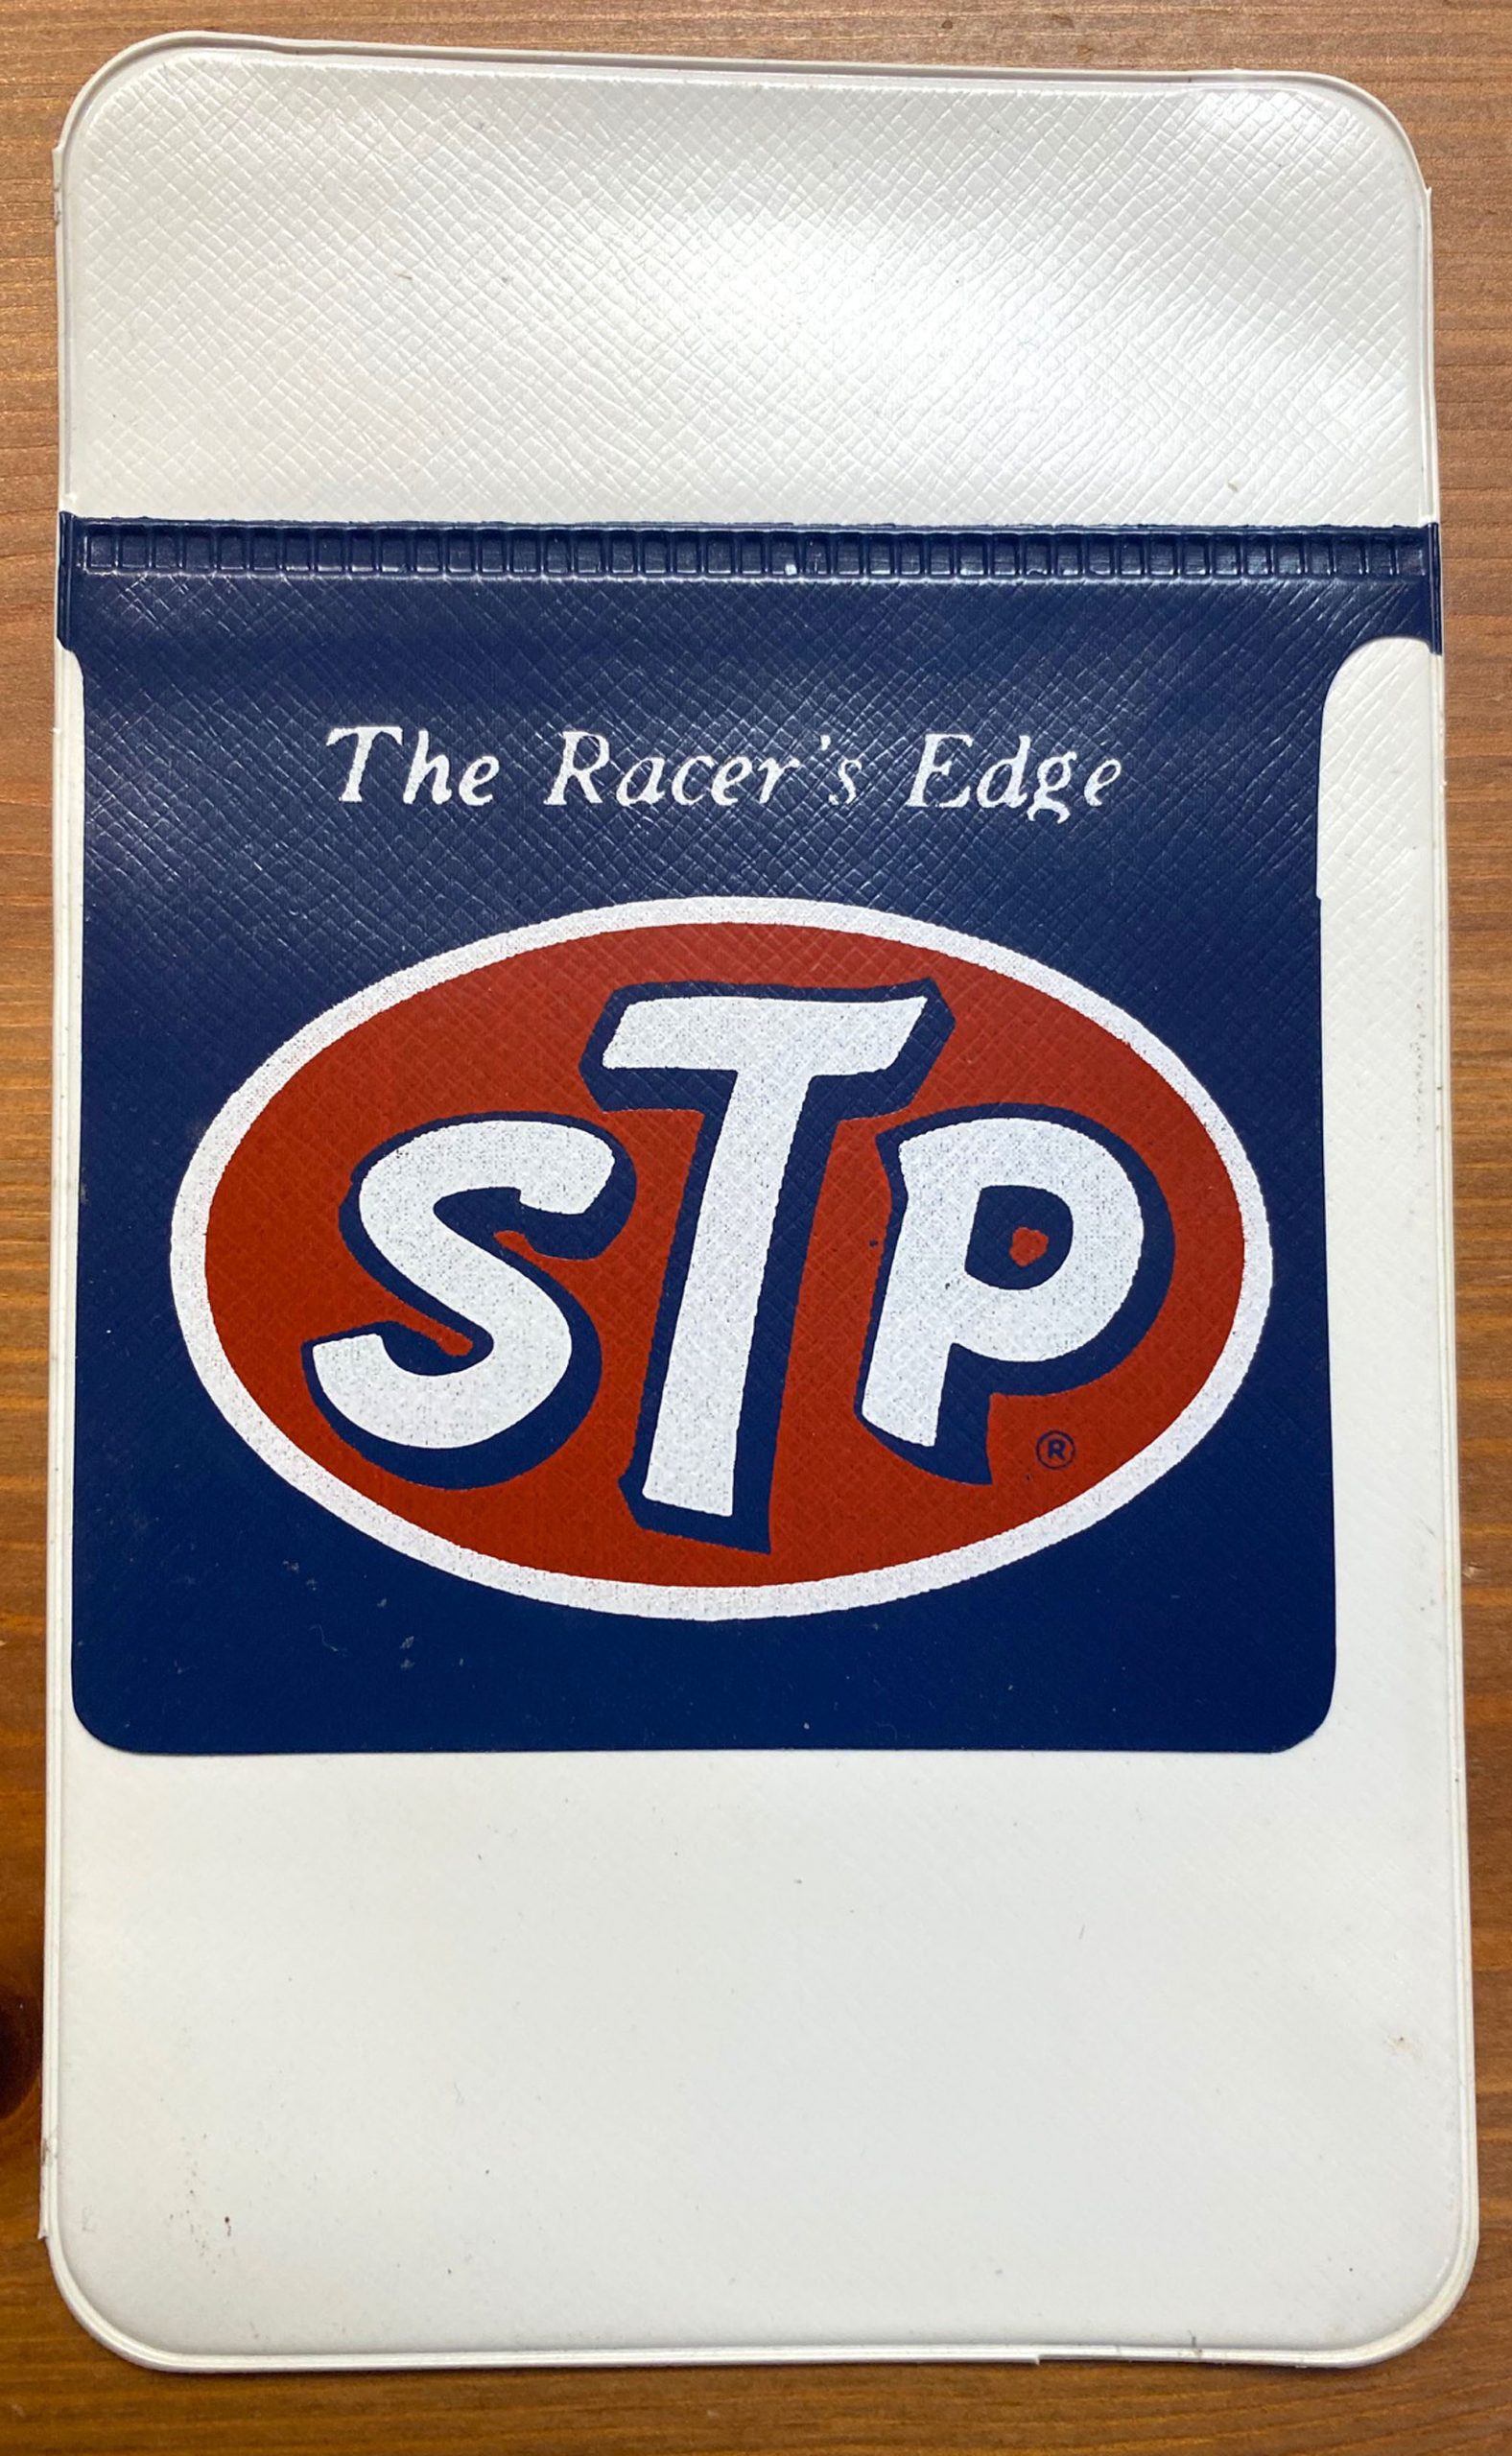 The Racer's Edge
STP
®